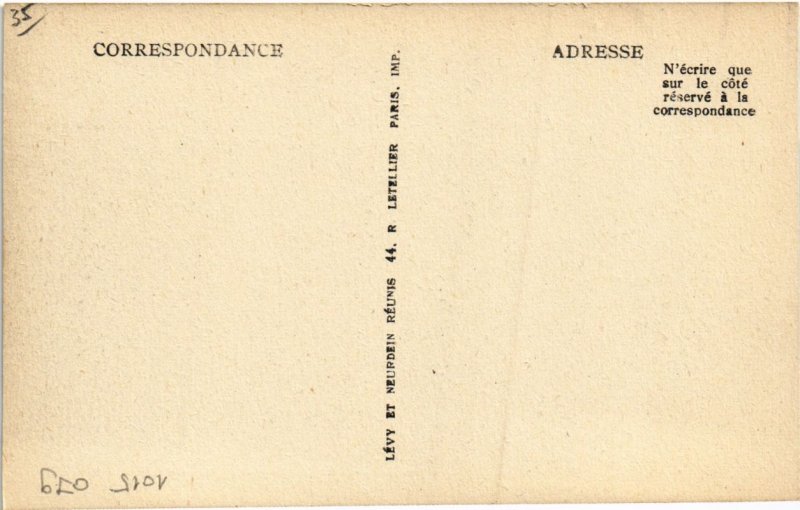 35
CORRESPONDANCE
ADRESSE
N'écrire que
sur le côté
réservé à la
correspondance
LÉVY ET NEURDEIN RÉUNIS 44, R LETELLIER PARIS, IMP.